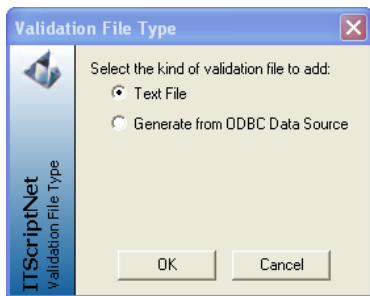 Validation File Type
Select the kind of validation file to add:
Text File
Generate from ODBC Data Source
ITScriptNet
Validation File Type
OK
Cancel